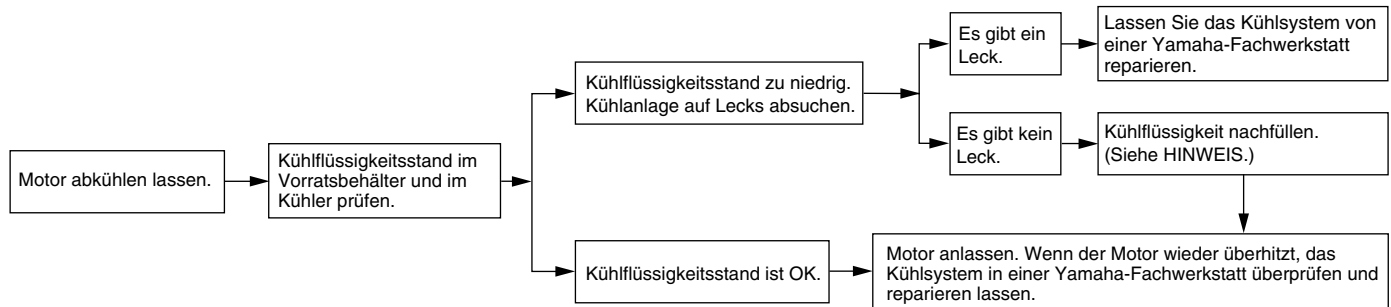 Motor abkühlen lassen.
Kühlflüssigkeitsstand im
Vorratsbehälter und im
Kühler prüfen.
Kühlflüssigkeitsstand zu niedrig.
Kühlanlage auf Lecks absuchen.
Es gibt ein
Leck.
Lassen Sie das Kühlsystem von
einer Yamaha-Fachwerkstatt
reparieren.
Es gibt kein
Leck.
Kühlflüssigkeit nachfüllen.
(Siehe HINWEIS.)
Kühlflüssigkeitsstand ist OK.
Motor anlassen. Wenn der Motor wieder überhitzt, das
Kühlsystem in einer Yamaha-Fachwerkstatt überprüfen und
reparieren lassen.